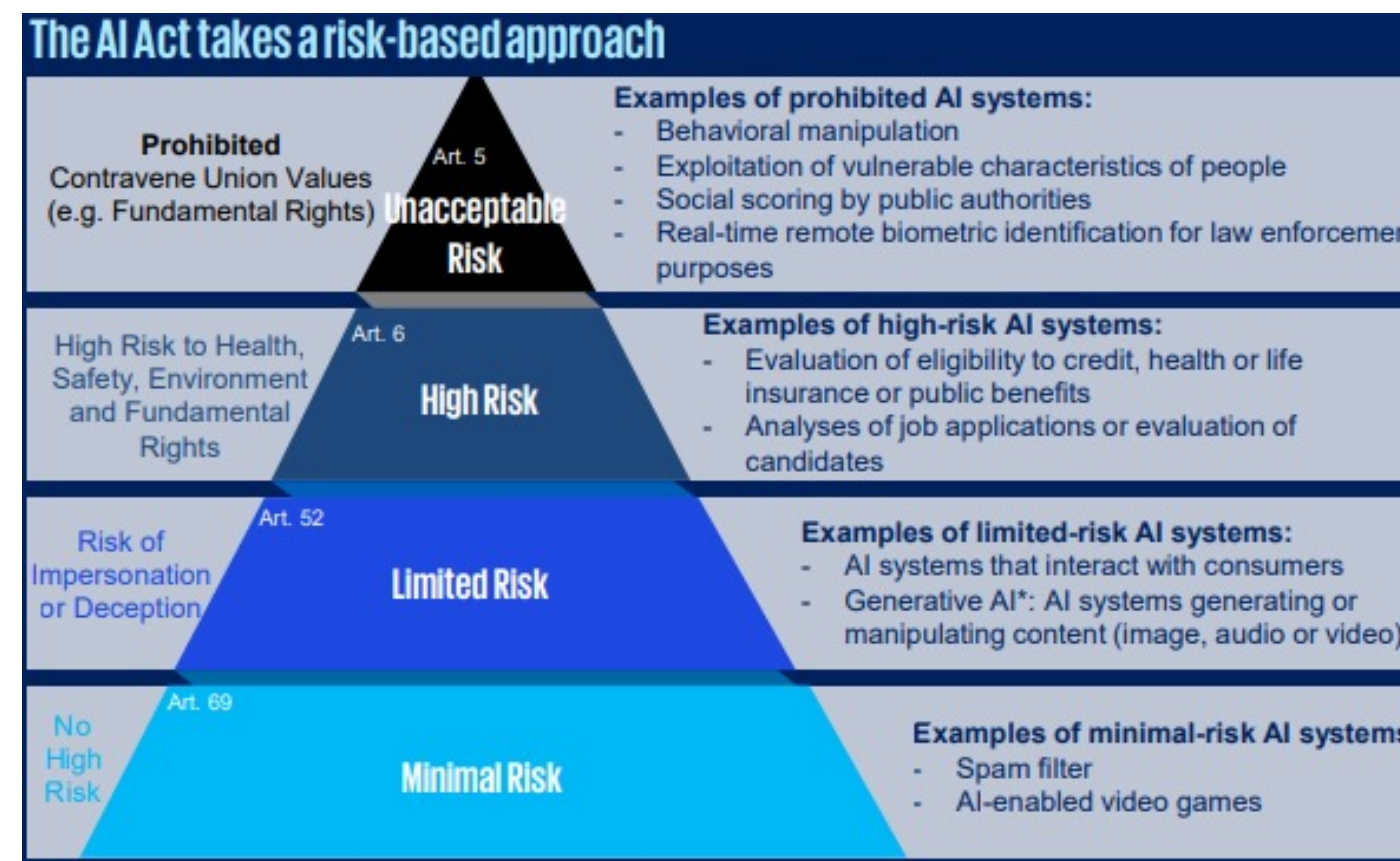 The AI Act takes a risk-based approach
Prohibited
Contravene Union Values
(e.g. Fundamental Rights)
Art. 5
Unacceptable
Risk
Examples of prohibited AI systems:
- Behavioral manipulation
- Exploitation of vulnerable characteristics of people
- Social scoring by public authorities
- Real-time remote biometric identification for law enforcemen
purposes
High Risk to Health,
Safety, Environment
and Fundamental
Rights
Art. 6
High Risk
Examples of high-risk AI systems:
- Evaluation of eligibility to credit, health or life
insurance or public benefits
- Analyses of job applications or evaluation of
candidates
Risk of
Impersonation
or Deception
Art. 52
Limited Risk
Examples of limited-risk AI systems:
- AI systems that interact with consumers
- Generative AI*: AI systems generating or
manipulating content (image, audio or video)
No
High
Risk
Art. 69
Minimal Risk
Examples of minimal-risk AI systems
- Spam filter
- AI-enabled video games